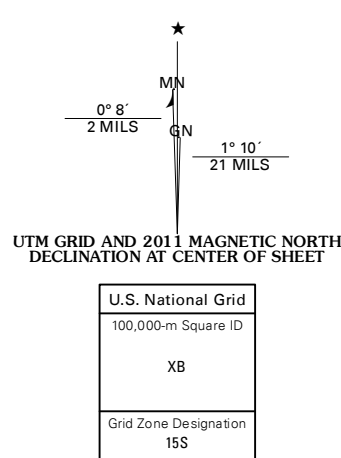 ★
MN
0° 8´
2 MILS
GN
1° 10´
21 MILS
UTM GRID AND 2011 MAGNETIC NORTH
DECLINATION AT CENTER OF SHEET
U.S. National Grid
100,000-m Square ID
XB
Grid Zone Designation
15S